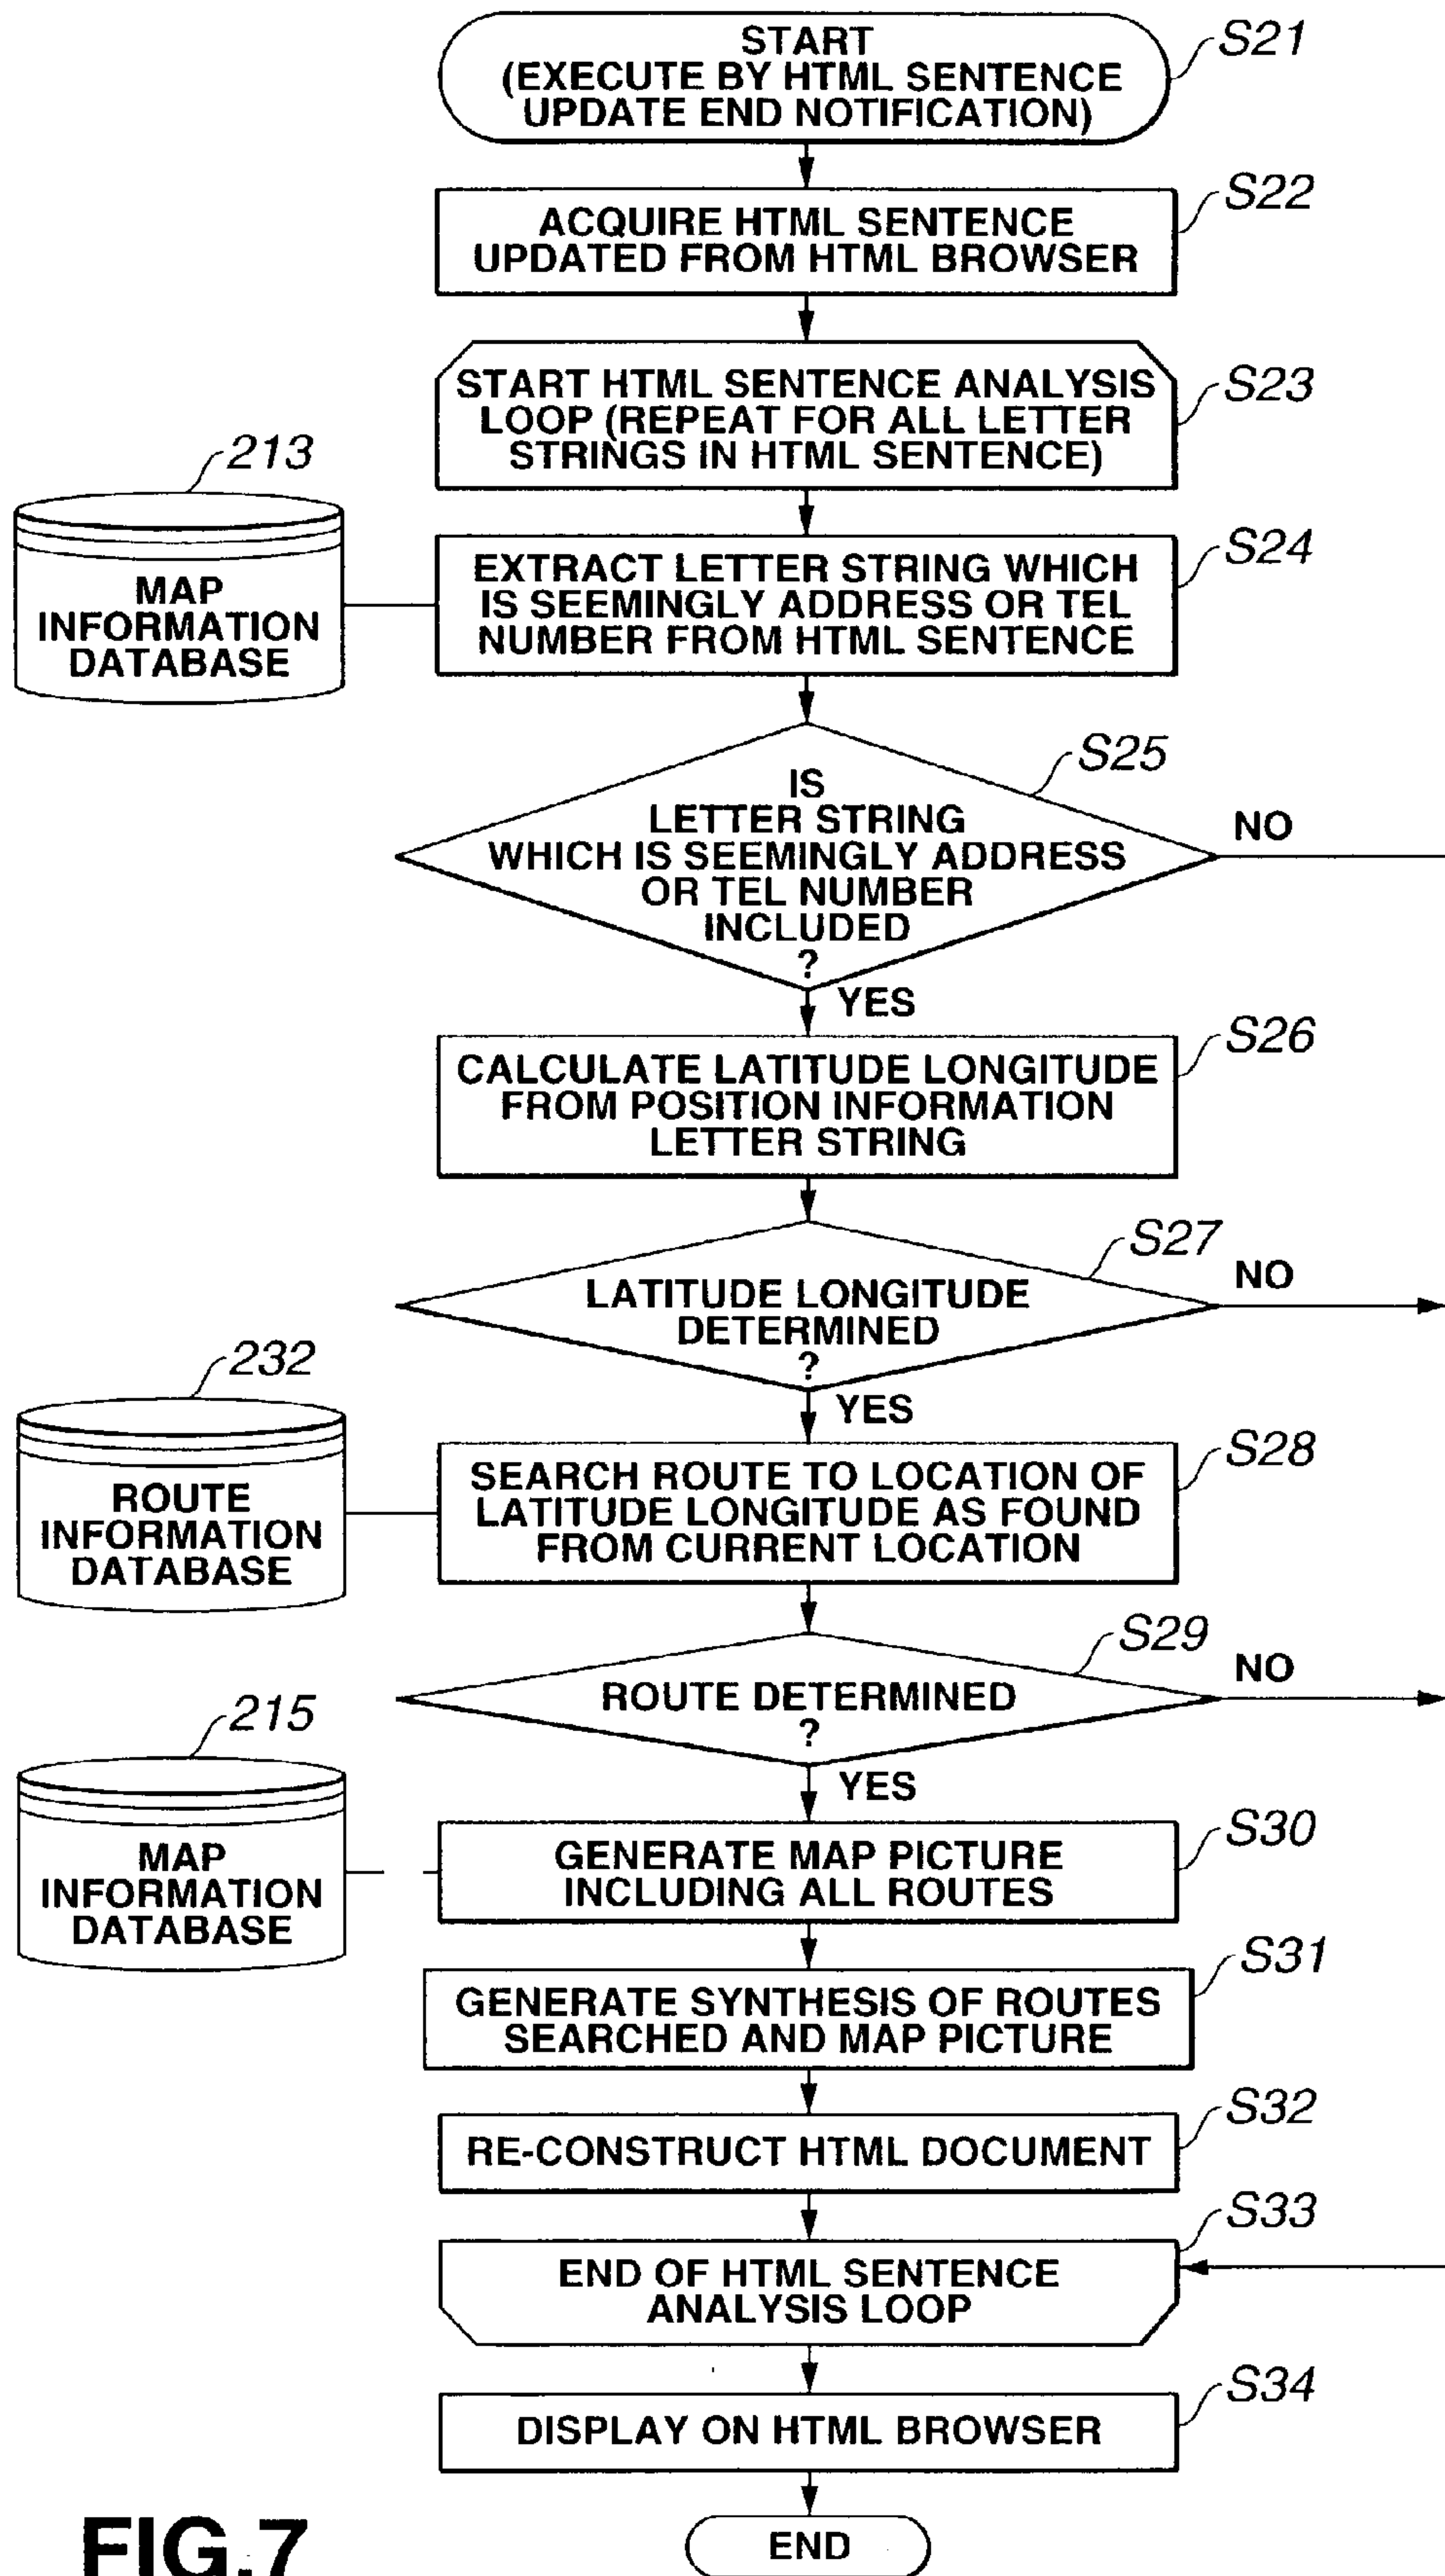 START
(EXECUTE BY HTML SENTENCE
UPDATE END NOTIFICATION)
S21
ACQUIRE HTML SENTENCE
UPDATED FROM HTML BROWSER
S22
START HTML SENTENCE ANALYSIS
LOOP (REPEAT FOR ALL LETTER
STRINGS IN HTML SENTENCE)
S23
213
MAP
INFORMATION
DATABASE
EXTRACT LETTER STRING WHICH
IS SEEMINGLY ADDRESS OR TEL
NUMBER FROM HTML SENTENCE
S24
IS
LETTER STRING
WHICH IS SEEMINGLY ADDRESS
OR TEL NUMBER
INCLUDED
?
S25
NO
YES
CALCULATE LATITUDE LONGITUDE
FROM POSITION INFORMATION
LETTER STRING
S26
LATITUDE LONGITUDE
DETERMINED
?
S27
NO
YES
232
ROUTE
INFORMATION
DATABASE
SEARCH ROUTE TO LOCATION OF
LATITUDE LONGITUDE AS FOUND
FROM CURRENT LOCATION
S28
ROUTE DETERMINED
?
S29
NO
YES
215
MAP
INFORMATION
DATABASE
GENERATE MAP PICTURE
INCLUDING ALL ROUTES
S30
GENERATE SYNTHESIS OF ROUTES
SEARCHED AND MAP PICTURE
S31
RE-CONSTRUCT HTML DOCUMENT
S32
END OF HTML SENTENCE
ANALYSIS LOOP
S33
DISPLAY ON HTML BROWSER
S34
END
FIG.7